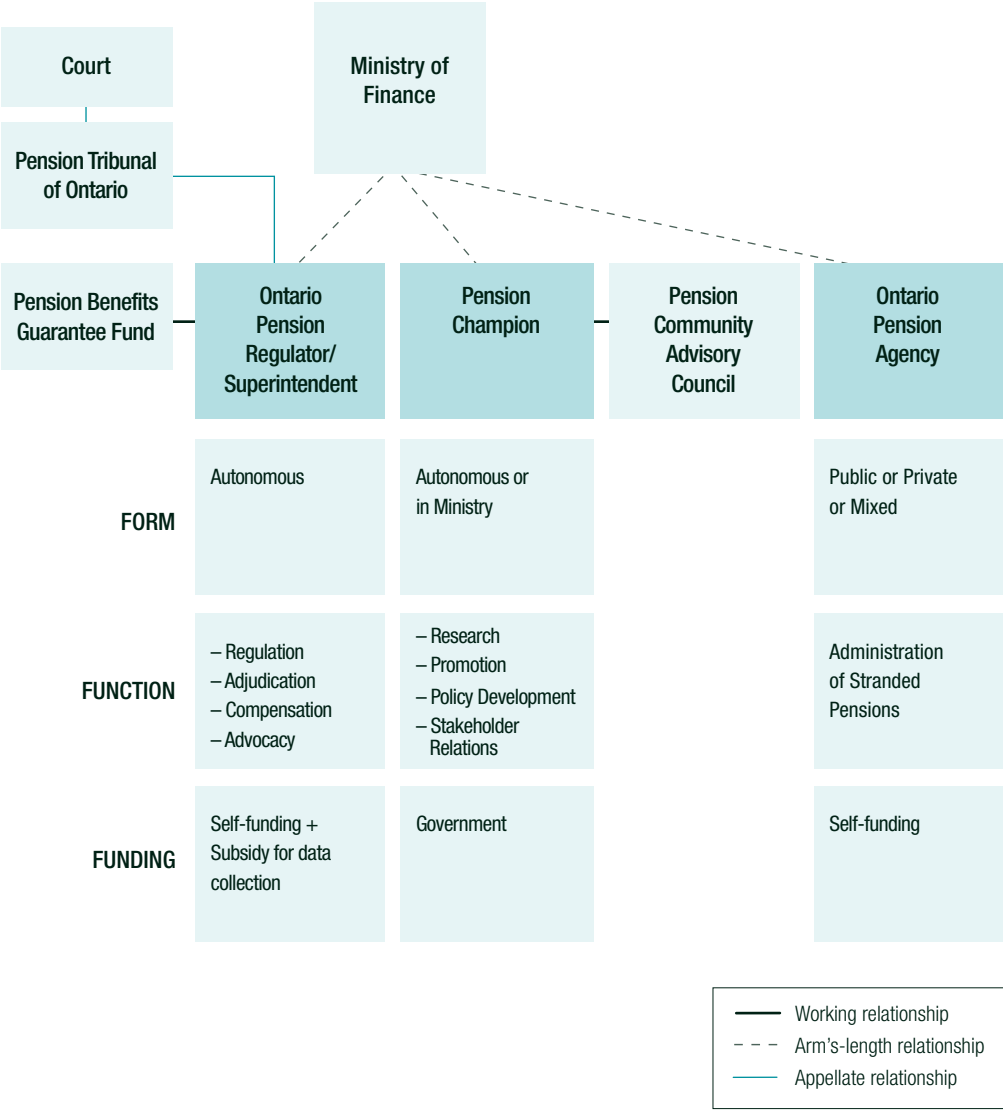 Court
Ministry of
Finance
Pension Tribunal
of Ontario
Pension Benefits
Guarantee Fund
Ontario
Pension
Regulator/
Superintendent
Pension
Champion
Pension
Community
Advisory
Council
Ontario
Pension
Agency
FORM
Autonomous
Autonomous or
in Ministry
Public or Private
or Mixed
FUNCTION
– Regulation
– Adjudication
– Compensation
– Advocacy
– Research
– Promotion
– Policy Development
– Stakeholder
Relations
Administration
of Stranded
Pensions
FUNDING
Self-funding +
Subsidy for data
collection
Government
Self-funding
Working relationship
Arm's-length relationship
Appellate relationship